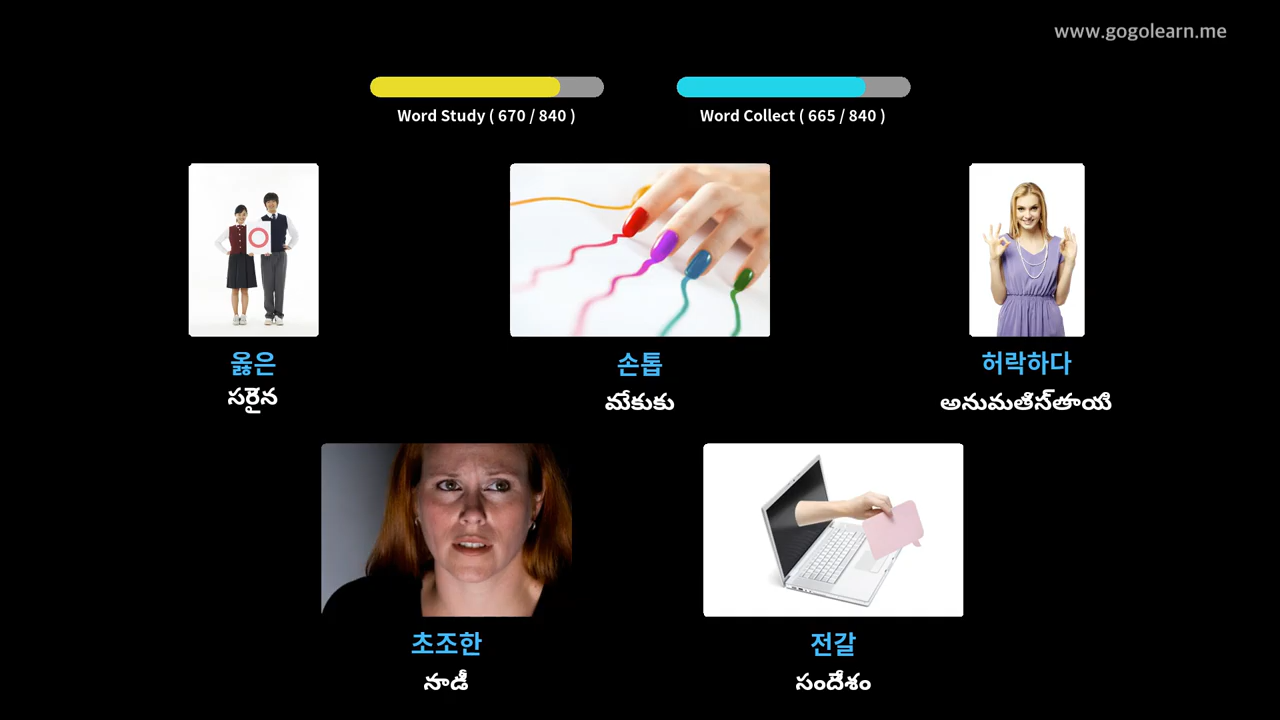 www.gogolearn.me
Word Study ( 670 / 840 )
Word Collect ( 665 / 840 )
옳은
సరైన
손톱
మేకుకు
허락하다
అనుమతిన్తాయి
초조한
నాడీ
전갈
సందేశం